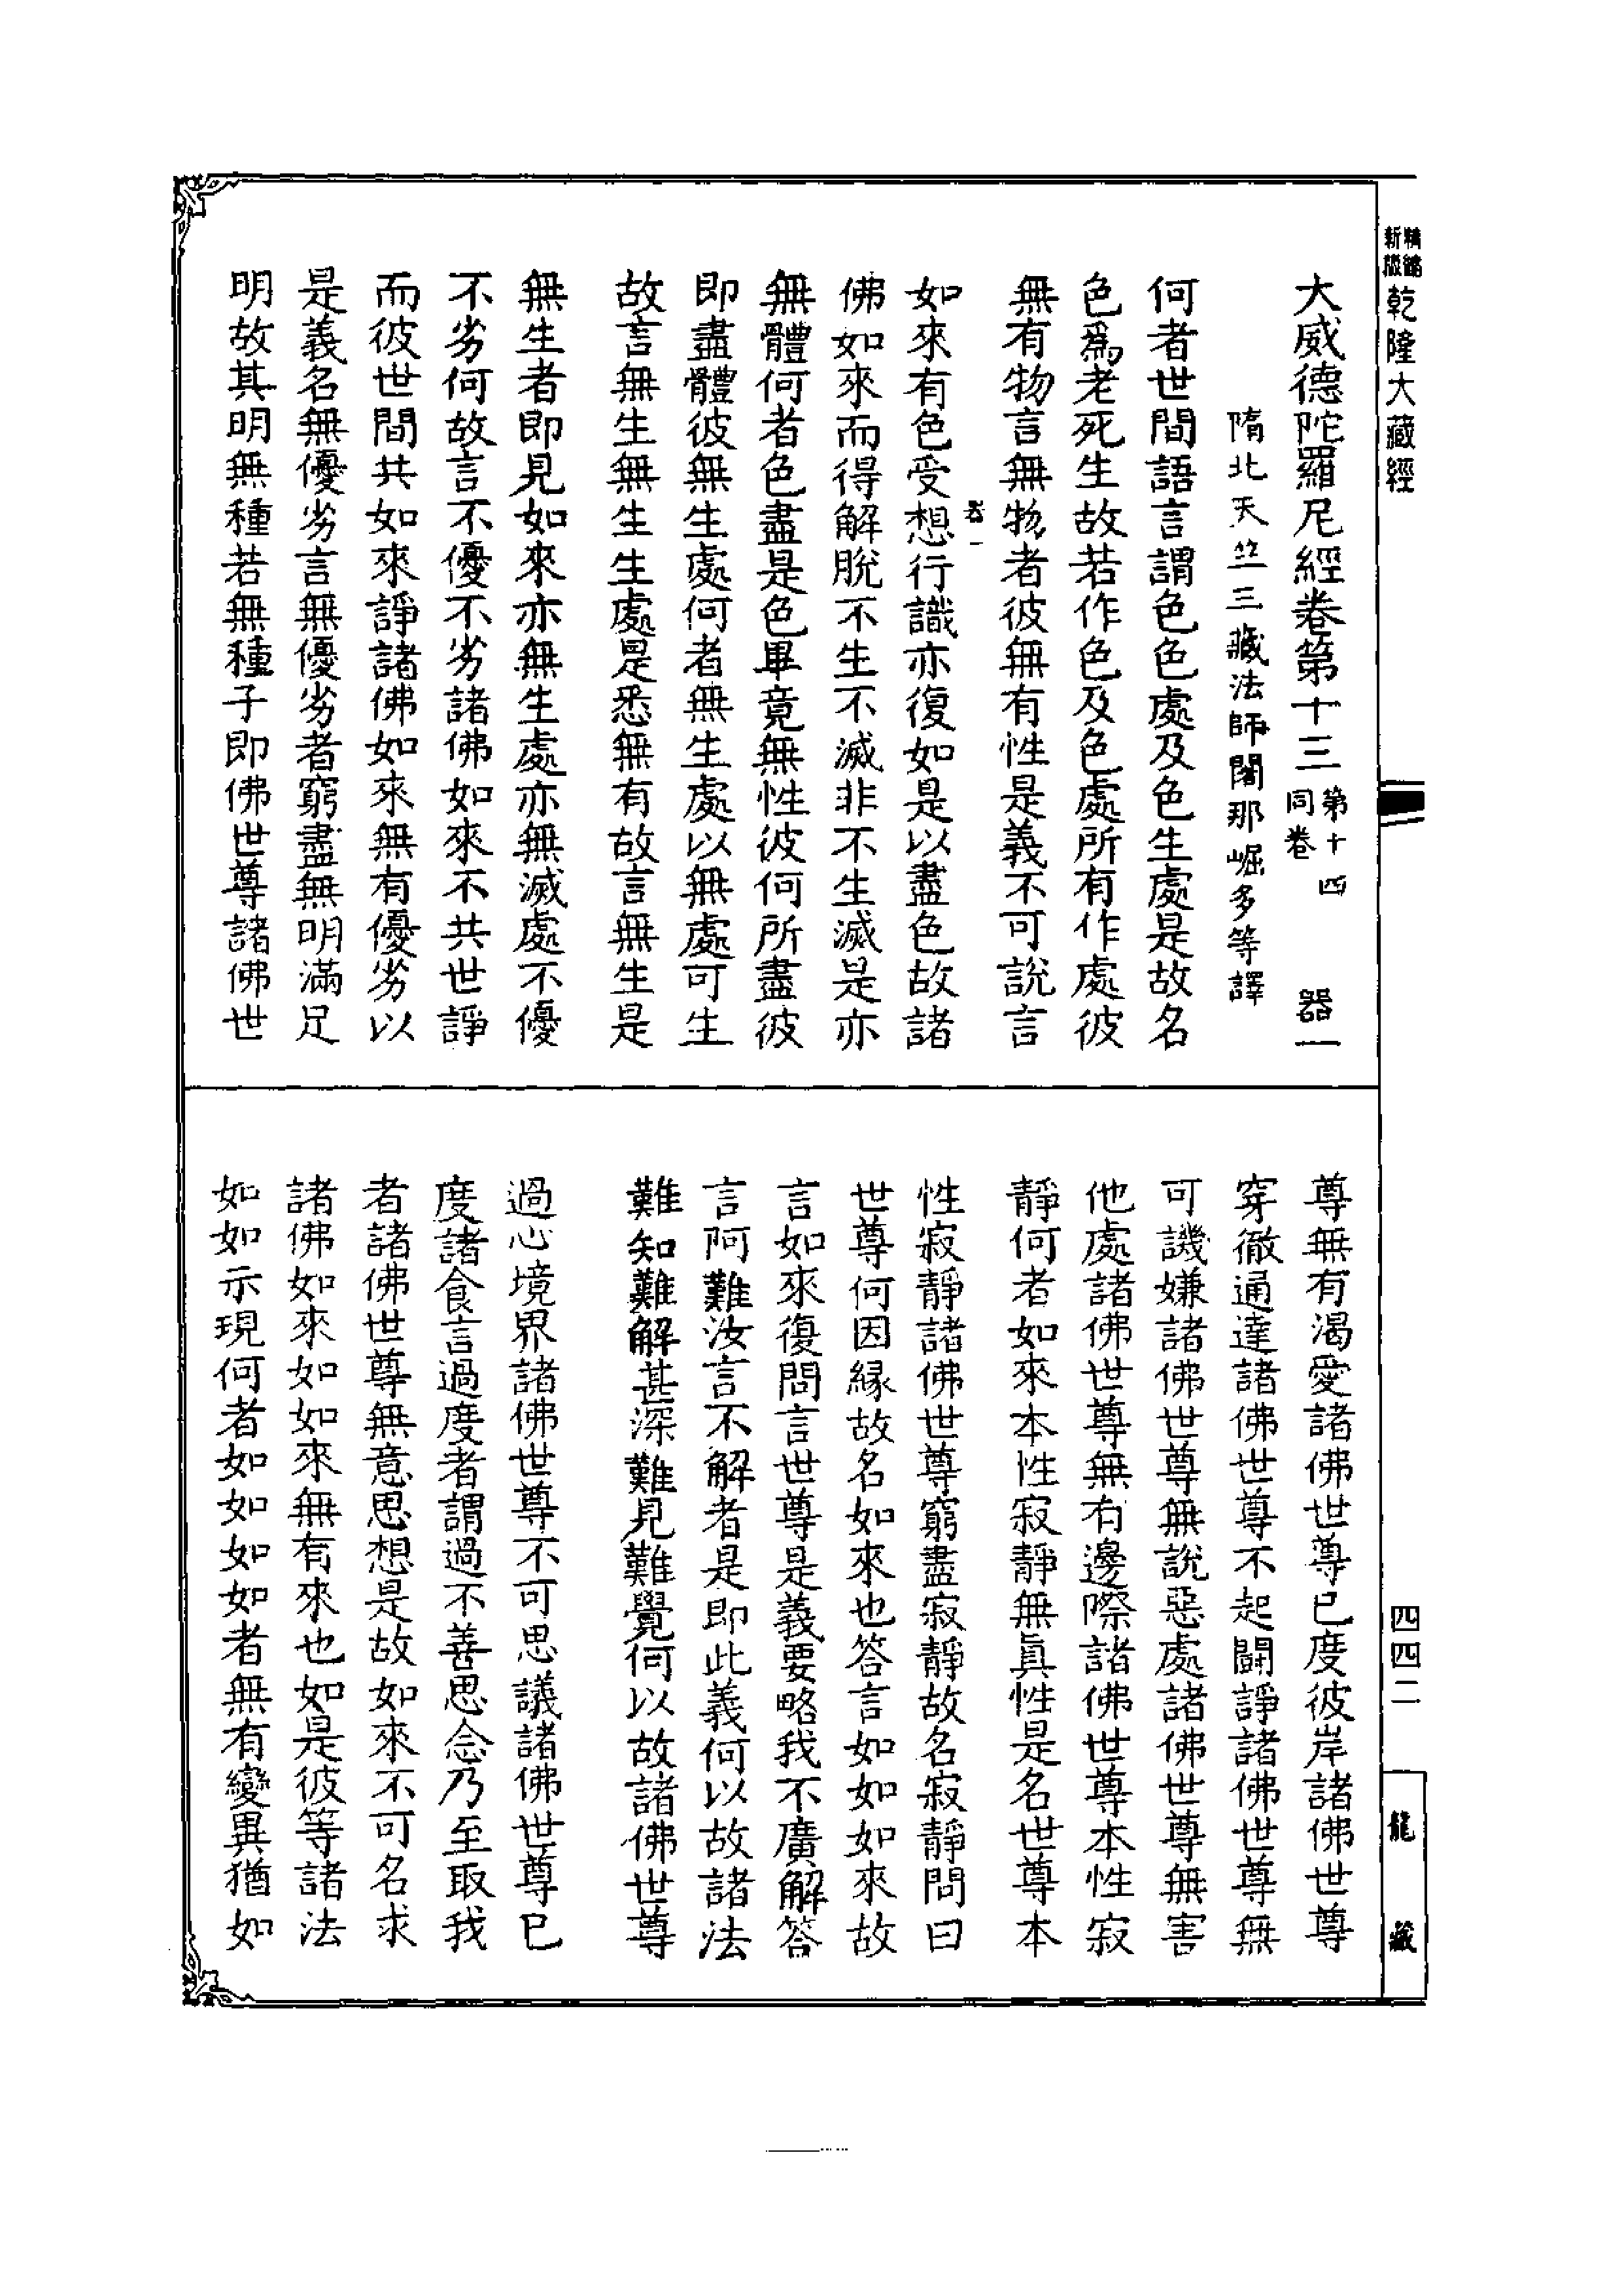 新版
精縮
乾隆大藏經
大威德陀羅尼經卷第十三 第十四同卷 器一
隋北天竺三藏法師闍那崛多等譯
何者世間語言謂色色處及色生處是故名
色爲老死生故若作色及色處所有作處彼
無有物言無物者彼無有性是義不可說言
器一
如來有色受想行識亦復如是以盡色故諸
佛如來而得解脫不生不滅非不生滅是亦
無體何者色盡是色畢竟無性彼何所盡彼
即盡體彼無生處何者無生處以無處可生
故言無生無生生處是悉無有故言無生是
無生者即見如來亦無生處亦無滅處不優
不劣何故言不優不劣諸佛如來不共世諍
而彼世間共如來諍諸佛如來無有優劣以
是義名無優劣言無優劣者窮盡無明滿足
明故其明無種若無種子即佛世尊諸佛世
尊無有渴愛諸佛世尊已度彼岸諸佛世尊
穿徹通達諸佛世尊不起鬪諍諸佛世尊無
可譏嫌諸佛世尊無說惡處諸佛世尊無害
他處諸佛世尊無有邊際諸佛世尊本性寂
靜何者如來本性寂靜無眞性是名世尊本
性寂靜諸佛世尊窮盡寂靜故名寂靜問曰
世尊何因緣故名如來也答言如如如來故
言如來復問言世尊是義要略我不廣解答
言阿難汝言不解者是即此義何以故諸法
難知難解甚深難見難覺何以故諸佛世尊
過心境界諸佛世尊不可思議諸佛世尊已
度諸食言過度者謂過不善思念乃至取我
者諸佛世尊無意思想是故如來不可名求
諸佛如來如如來無有來也如是彼等諸法
如如示現何者如如如如者無有變異猶如
四四二
龍藏